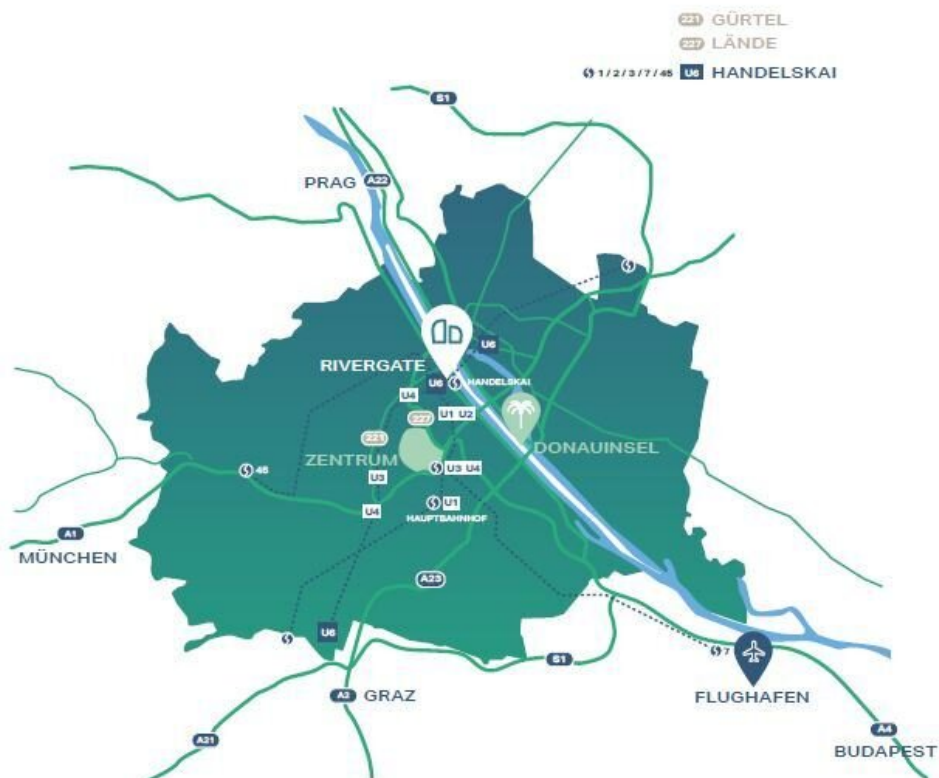 221 GÜRTEL
227 LÄNDE
1 / 2 / 3 / 7 / 45 U6 HANDELSKAI
S1
PRAG A22
U6
RIVERGATE
U6 HANDELSKAI
U4
227 U1 U2
221
DONAUINSEL
ZENTRUM
45
U3 U4
U3
U1
U4
HAUPTBAHNHOF
A1
MÜNCHEN
A23
U6
7
S1
FLUGHAFEN
A2 GRAZ
A21
A4
BUDAPEST